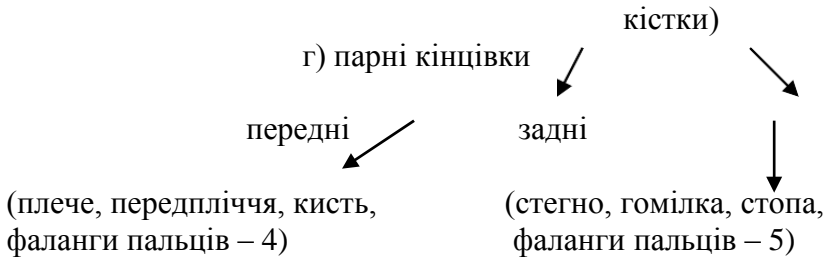 кістки)
г) парні кінцівки
передні задні
(плече, передпліччя, кисть, (стегно, гомілка, стопа,
фаланги пальців – 4) фаланги пальців – 5)